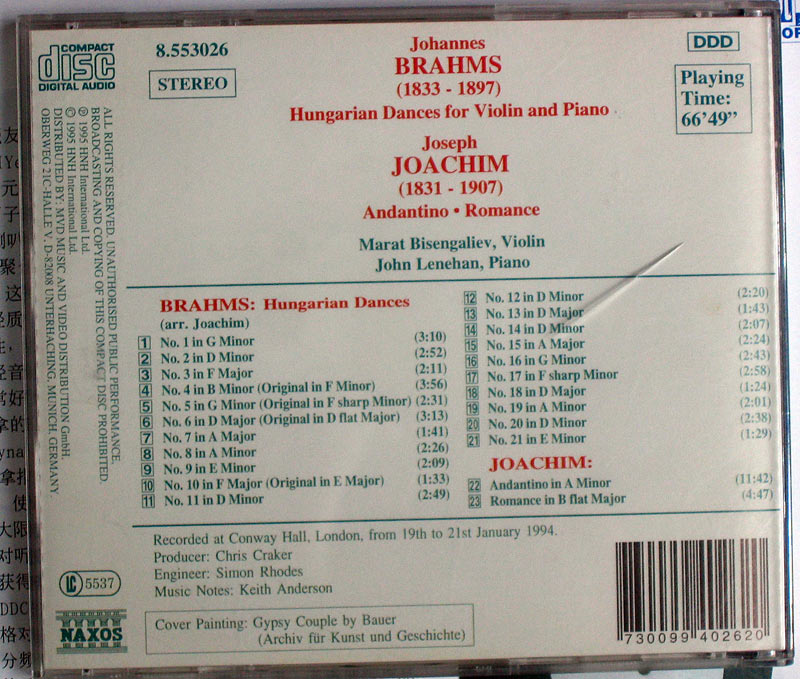 COMPACT
disc
DIGITAL AUDIO
8.553026
STEREO
Johannes
BRAHMS
(1833 - 1897)
Hungarian Dances for Violin and Piano
Joseph
JOACHIM
(1831 - 1907)
Andantino • Romance
Marat Bisengaliev, Violin
John Lenehan, Piano
DDD
Playing
Time:
66'49"
ALL RIGHTS RESERVED. UNAUTHORISED PUBLIC PERFORMANCE,
BROADCASTING AND COPYING OF THIS COMPACT DISC PROHIBITED.
℗ 1995 HNH International Ltd.
© 1995 HNH International Ltd.
DISTRIBUTED BY: MVD MUSIC AND VIDEO DISTRIBUTION GmbH,
OBERWEG 21C-HALLE V, D-82008 UNTERHACHING, MUNICH, GERMANY.
BRAHMS: Hungarian Dances
(arr. Joachim)
1 No. 1 in G Minor (3:10)
2 No. 2 in D Minor (2:52)
3 No. 3 in F Major (2:11)
4 No. 4 in B Minor (Original in F Minor) (3:56)
5 No. 5 in G Minor (Original in F sharp Minor) (2:31)
6 No. 6 in D Major (Original in D flat Major) (3:13)
7 No. 7 in A Major (1:41)
8 No. 8 in A Minor (2:26)
9 No. 9 in E Minor (2:09)
10 No. 10 in F Major (Original in E Major) (1:33)
11 No. 11 in D Minor (2:49)
12 No. 12 in D Minor (2:20)
13 No. 13 in D Major (1:43)
14 No. 14 in D Minor (2:07)
15 No. 15 in A Major (2:24)
16 No. 16 in G Minor (2:43)
17 No. 17 in F sharp Minor (2:58)
18 No. 18 in D Major (1:24)
19 No. 19 in A Minor (2:01)
20 No. 20 in D Minor (2:38)
21 No. 21 in E Minor (1:29)
JOACHIM:
22 Andantino in A Minor (11:42)
23 Romance in B flat Major (4:47)
Recorded at Conway Hall, London, from 19th to 21st January 1994.
Producer: Chris Craker
Engineer: Simon Rhodes
Music Notes: Keith Anderson
LC 5537
NAXOS
Cover Painting: Gypsy Couple by Bauer
(Archiv für Kunst und Geschichte)
730099 402620